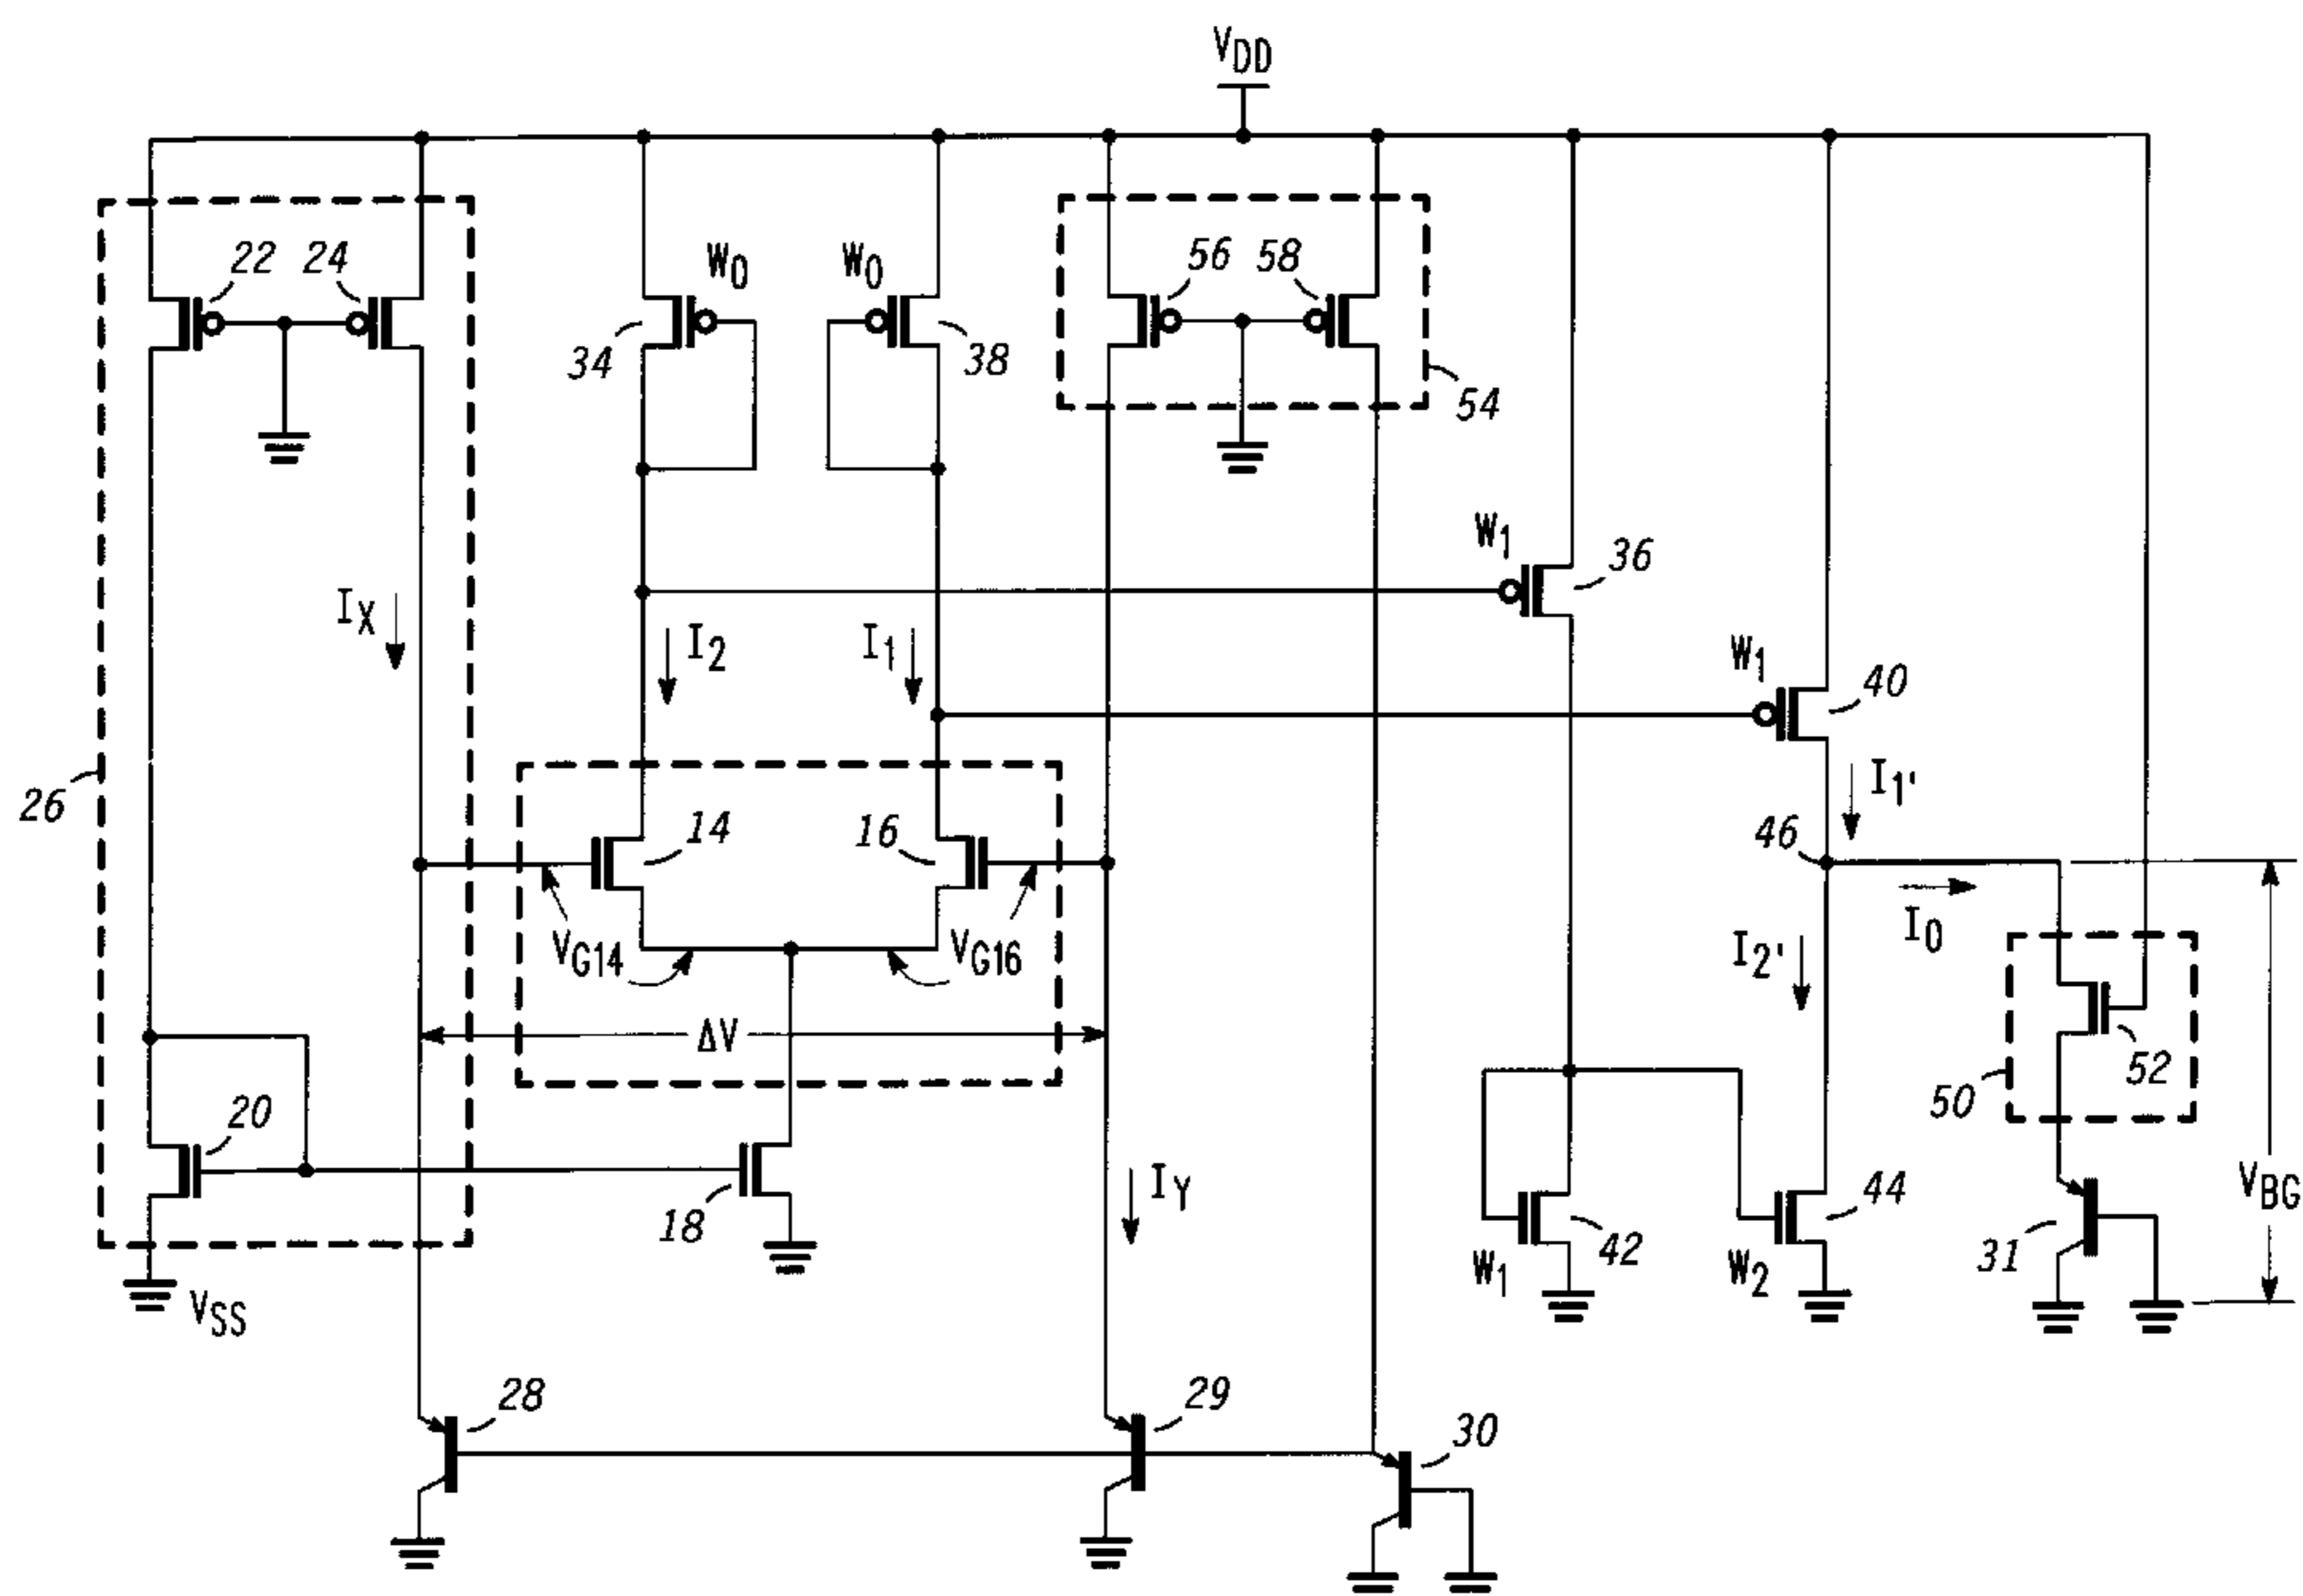 VDD
22 24
W0 W0
56 58
34 38
54
W1 36
IX I2 I1
W1 40
26
14 16
I1'
46
VG14 VG16
I2' IO
ΔV
52
50
20
18
IY
44
VBG
VSS
W1 42 W2
31
28 29
30